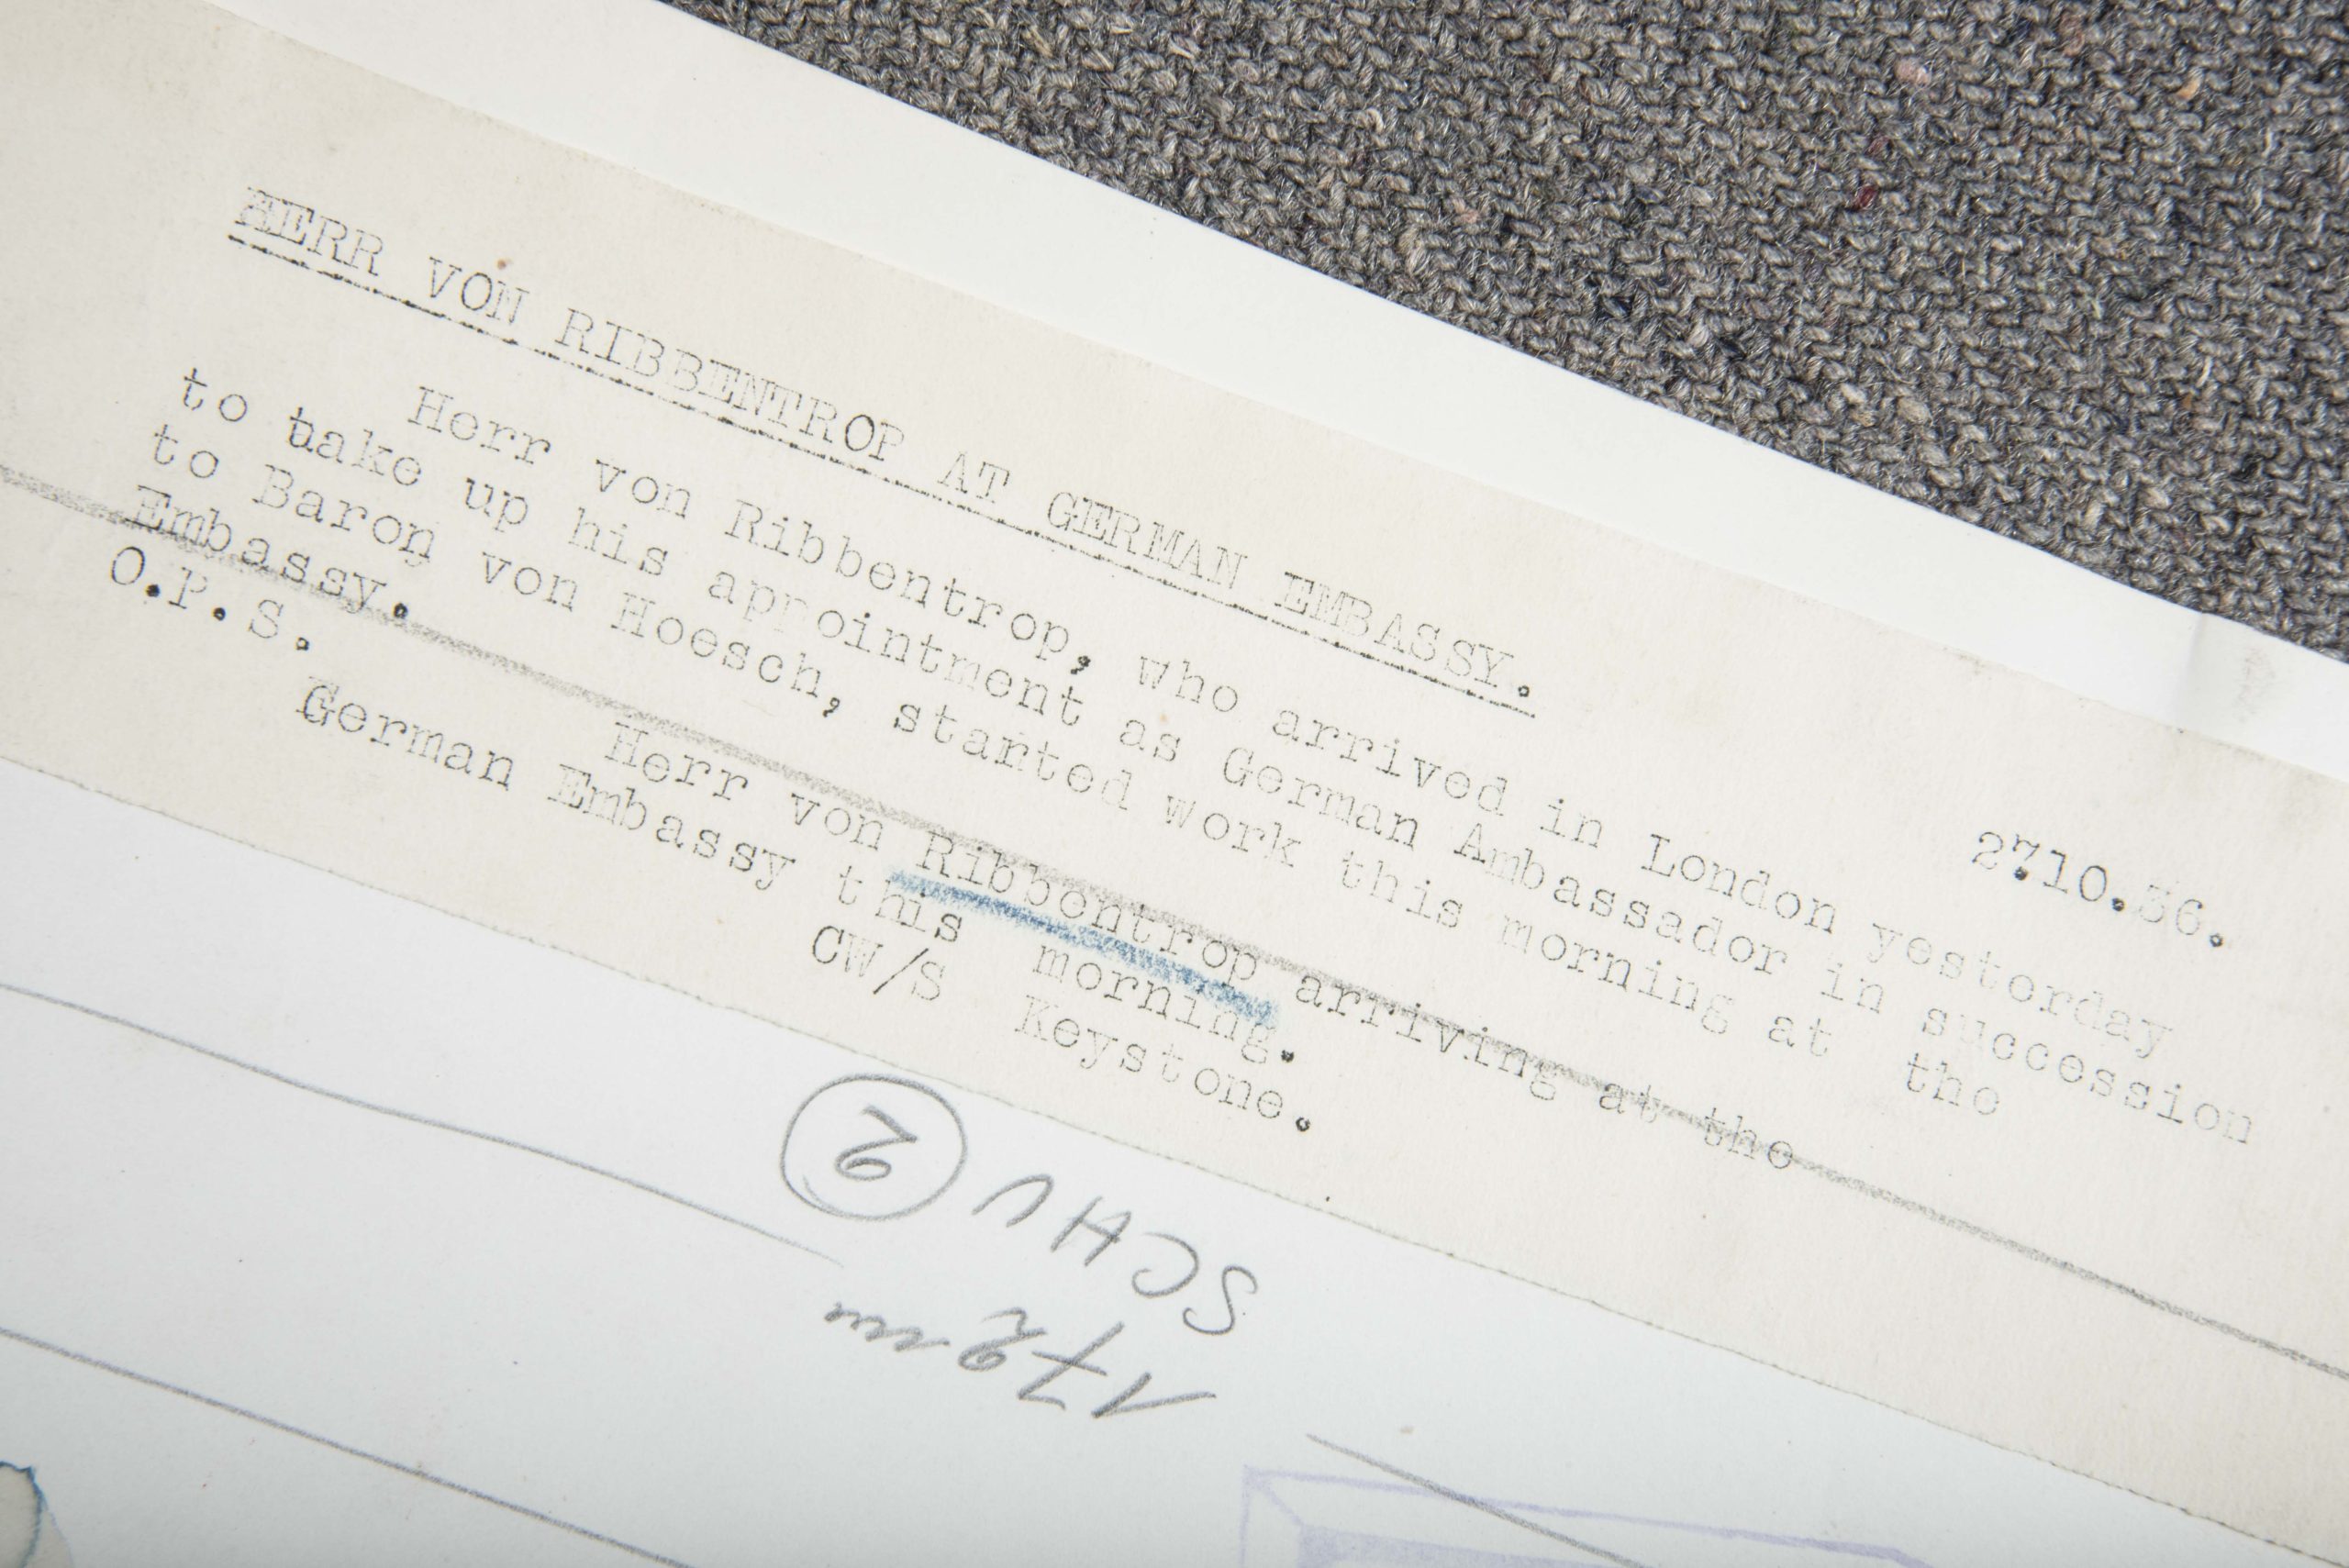 HERR VON RIBBENTROP AT GERMAN EMBASSY.
27.10.36.
Herr von Ribbentrop, who arrived in London yesterday
to take up his appointment as German Ambassador in succession
to Baron von Hoesch, started work this morning at the
Embassy.
O.P.S.
Herr von Ribbentrop arriving at the
German Embassy this morning.
CW/S Keystone.
172
SCHU 2